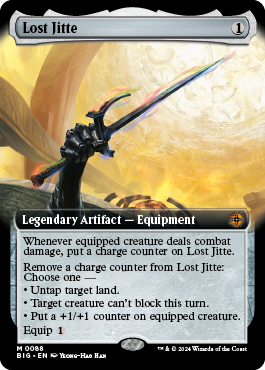 Lost Jitte 1
Legendary Artifact — Equipment
Whenever equipped creature deals combat
damage, put a charge counter on Lost Jitte.
Remove a charge counter from Lost Jitte:
Choose one —
• Untap target land.
• Target creature can't block this turn.
• Put a +1/+1 counter on equipped creature.
Equip 1
M 0088
BIG • EN Yeong-Hao Han
™ & © 2024 Wizards of the Coast